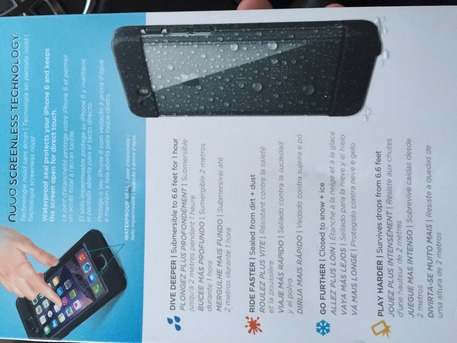 nüüd SCREENLESS TECHNOLOGY
Technologie nüüd sans écran | Tecnología en pantalla nüüd |
Tecnologia screenless nüüd
Waterproof seal protects your iPhone 6 and keeps
the screen open for direct touch.
Le joint d'étanchéité protège votre iPhone 6 et permet
un accès total à l'écran tactile.
El sello impermeable protege su iPhone 6 y mantiene
la pantalla abierta para el tacto directo.
Protege o seu iPhone 6 com vedação à prova d'água
e mantém a tela aberta para toque direto.
WATERPROOF SEAL | Joint d'étanchéité |
Sello impermeable | Vedação à prova d'água
DIVE DEEPER | Submersible to 6.6 feet for 1 hour
PLONGEZ PLUS PROFONDÉMENT | Submersible
jusqu'à 2 mètres pendant 1 heure
BUCEE MÁS PROFUNDO | Sumergible 2 metros
durante 1 hora
MERGULHE MAIS FUNDO | Submersível até
2 metros durante 1 hora
RIDE FASTER | Sealed from dirt + dust
ROULEZ PLUS VITE | Résistant contre la saleté
et la poussière
VIAJE MÁS RÁPIDO | Sellado contra la suciedad
y el polvo
DIRIJA MAIS RÁPIDO | Vedado contra sujeira e pó
GO FURTHER | Closed to snow + ice
ALLEZ PLUS LOIN | Étanche à la neige et à la glace
VAYA MÁS LEJOS | Sellado para la nieve y el hielo
VÁ MAIS LONGE | Protegido contra neve e gelo
PLAY HARDER | Survives drops from 6.6 feet
JOUEZ PLUS INTENSÉMENT | Résiste aux chutes
d'une hauteur de 2 mètres
JUEGUE MAS INTENSO | Sobrevive caídas desde
2 metros
DIVIRTA-SE MUITO MAIS | Resiste a quedas de
uma altura de 2 metros